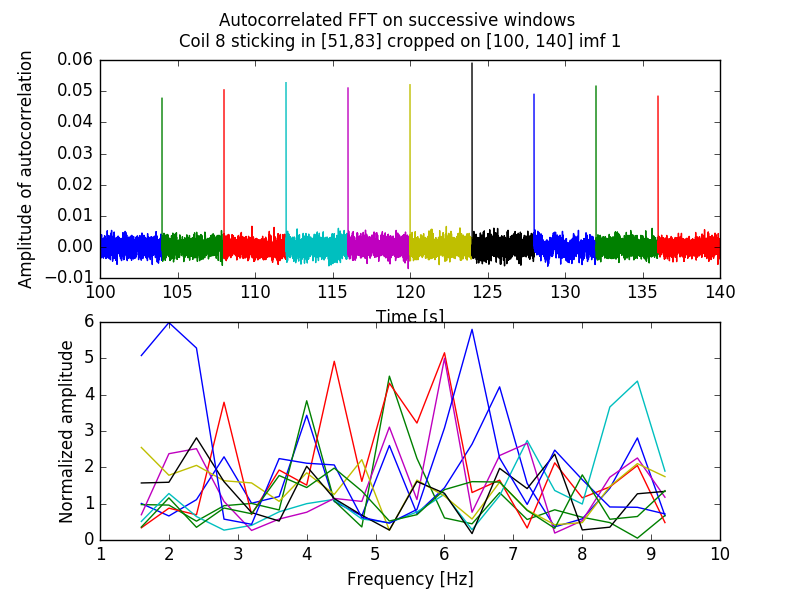 Autocorrelated FFT on successive windows
Coil 8 sticking in [51,83] cropped on [100, 140] imf 1
Amplitude of autocorrelation
0.06
0.05
0.04
0.03
0.02
0.01
0.00
−0.01
100 105 110 115 120 125 130 135 140
Time [s]
Normalized amplitude
6
5
4
3
2
1
0
1 2 3 4 5 6 7 8 9 10
Frequency [Hz]